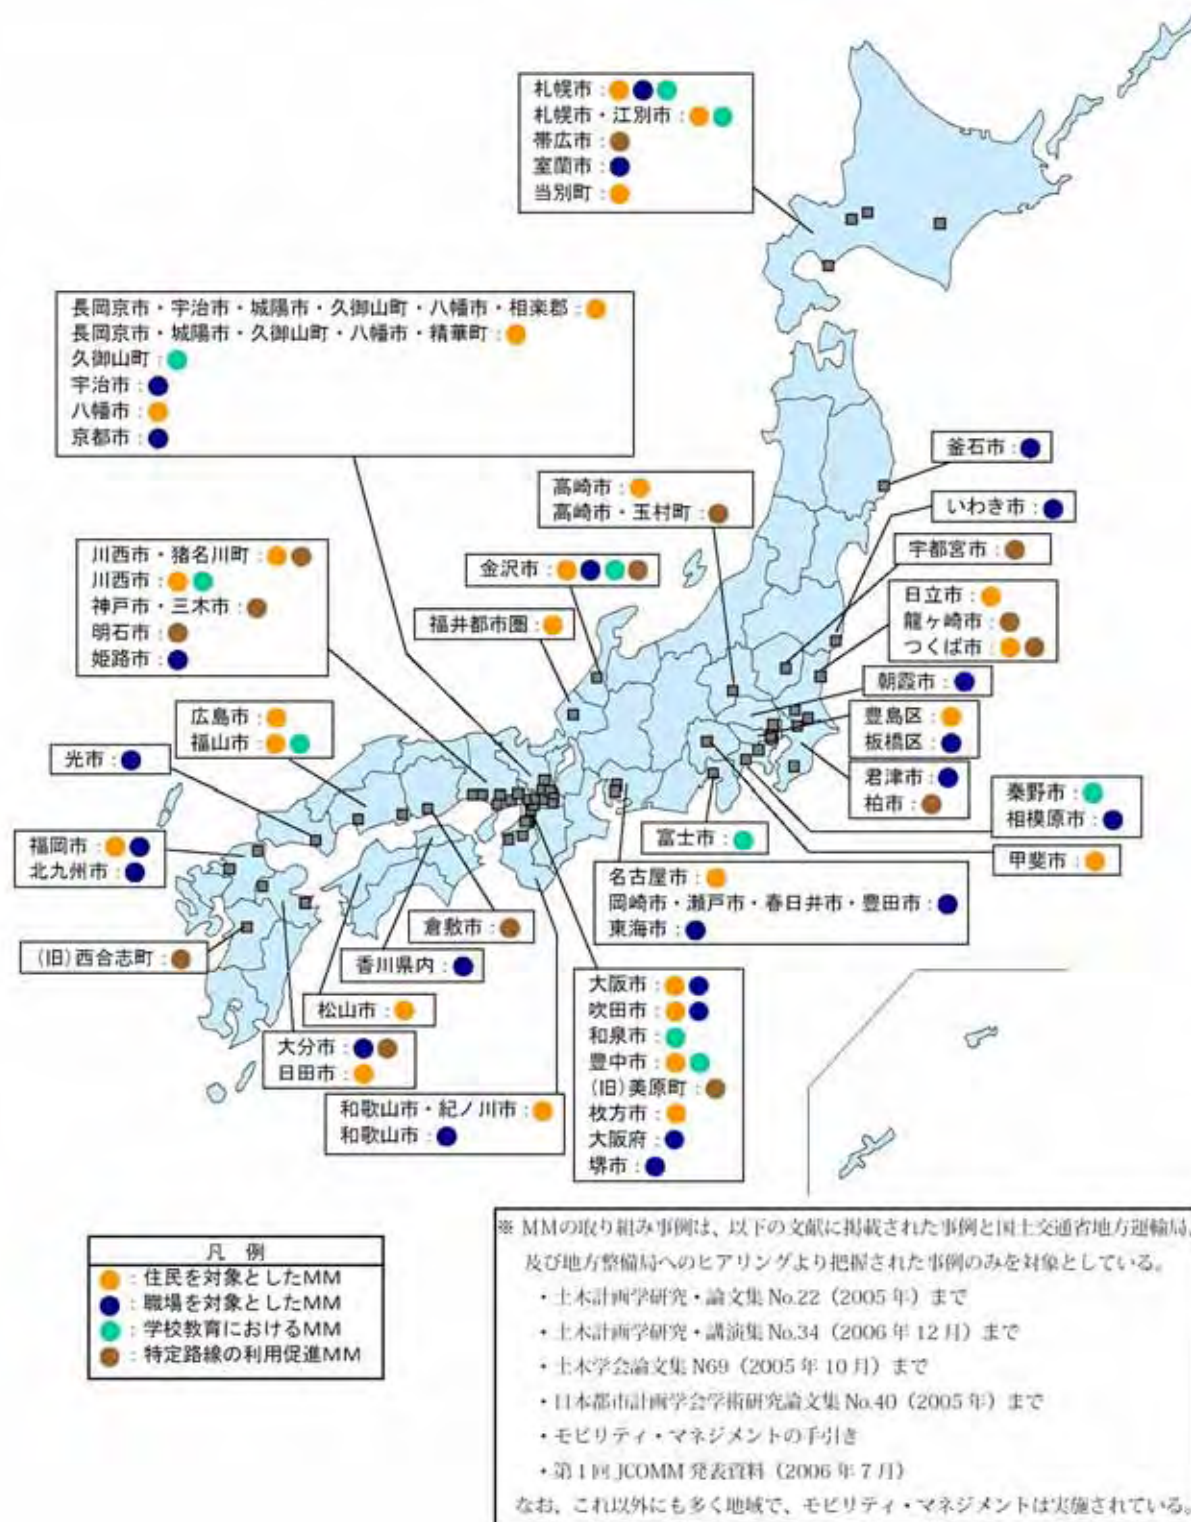 札幌市：
札幌市・江別市：
帯広市：
室蘭市：
当別町：
長岡京市・宇治市・城陽市・久御山町・八幡市・相楽郡：
長岡京市・城陽市・久御山町・八幡市・精華町：
久御山町：
宇治市：
八幡市：
京都市：
釜石市：
高崎市：
高崎市・玉村町：
いわき市：
宇都宮市：
川西市・猪名川町：
川西市：
神戸市・三木市：
明石市：
姫路市：
金沢市：
福井都市圏：
日立市：
龍ヶ崎市：
つくば市：
朝霞市：
広島市：
福山市：
豊島区：
板橋区：
光市：
君津市：
柏市：
秦野市：
相模原市：
富士市：
甲斐市：
福岡市：
北九州市：
名古屋市：
岡崎市・瀬戸市・春日井市・豊田市：
東海市：
倉敷市：
(旧)西合志町：
香川県内：
松山市：
大阪市：
吹田市：
和泉市：
豊中市：
(旧)美原町：
枚方市：
大阪府：
堺市：
大分市：
日田市：
和歌山市・紀ノ川市：
和歌山市：
凡 例
：住民を対象としたMM
：職場を対象としたMM
：学校教育におけるMM
：特定路線の利用促進MM
※ MMの取り組み事例は、以下の文献に掲載された事例と国土交通省地方運輸局、
及び地方整備局へのヒアリングより把握された事例のみを対象としている。
・土木計画学研究・論文集 No.22（2005 年）まで
・土木計画学研究・講演集 No.34（2006 年 12 月）まで
・土木学会論文集 N69（2005 年 10 月）まで
・日本都市計画学会学術研究論文集 No.40（2005 年）まで
・モビリティ・マネジメントの手引き
・第 1 回 JCOMM 発表資料（2006 年 7 月）
なお、これ以外にも多く地域で、モビリティ・マネジメントは実施されている。